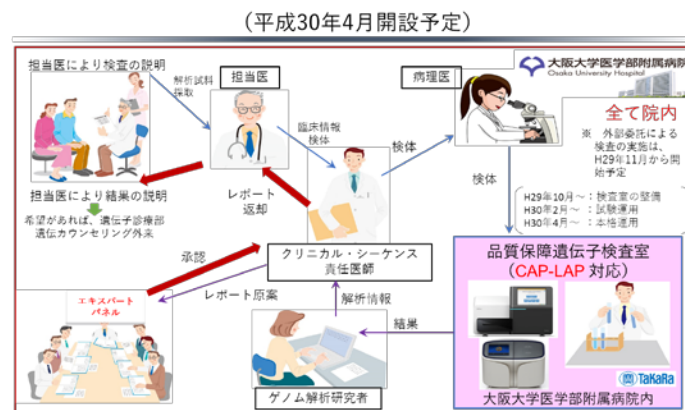 (平成30年4月開設予定)
担当医により検査の説明
解析試料
採取
担当医
臨床情報
検体
病理医
検体
大阪大学医学部附属病院
Osaka University Hospital
全て院内
※ 外部委託による
検査の実施は、
H29年11月から開
始予定
検体
H29年10月~:検査室の整備
H30年2月~:試験運用
H30年4月~:本格運用
担当医により結果の説明
希望があれば、遺伝子診療部
遺伝カウンセリング外来
レポート
返却
クリニカル・シーケンス
責任医師
承認
レポート原案
解析情報
エキスパート
パネル
ゲノム解析研究者
結果
品質保障遺伝子検査室
(CAP-LAP 対応)
TaKaRa
大阪大学医学部附属病院内